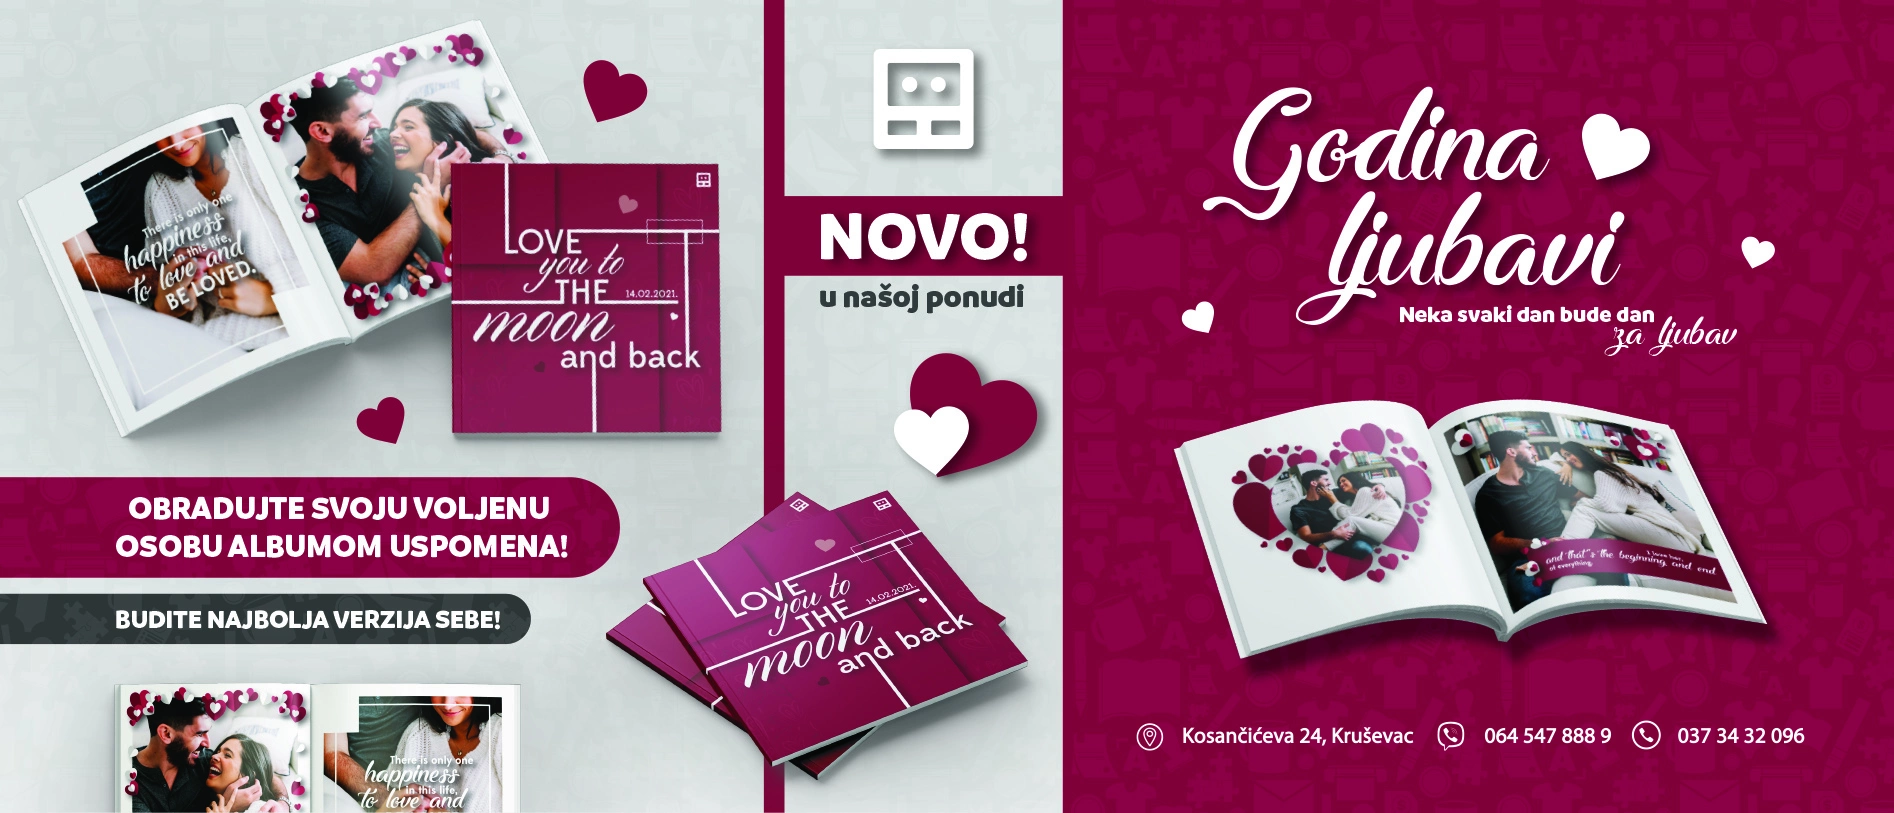 There is only one
happiness
in this life,
to love and
BE LOVED.
LOVE
you to
THE
14.02.2021.
moon
and back
OBRADUJTE SVOJU VOLJENU
OSOBU ALBUMOM USPOMENA!
BUDITE NAJBOLJA VERZIJA SEBE!
There is only one
happiness
in this life,
to love and
NOVO!
u našoj ponudi
LOVE
you to
THE
14.02.2021.
moon
and back
Godina
ljubavi
Neka svaki dan bude dan
za ljubav
and that's the beginning and end
of everything.
Kosančićeva 24, Kruševac
064 547 888 9
037 34 32 096